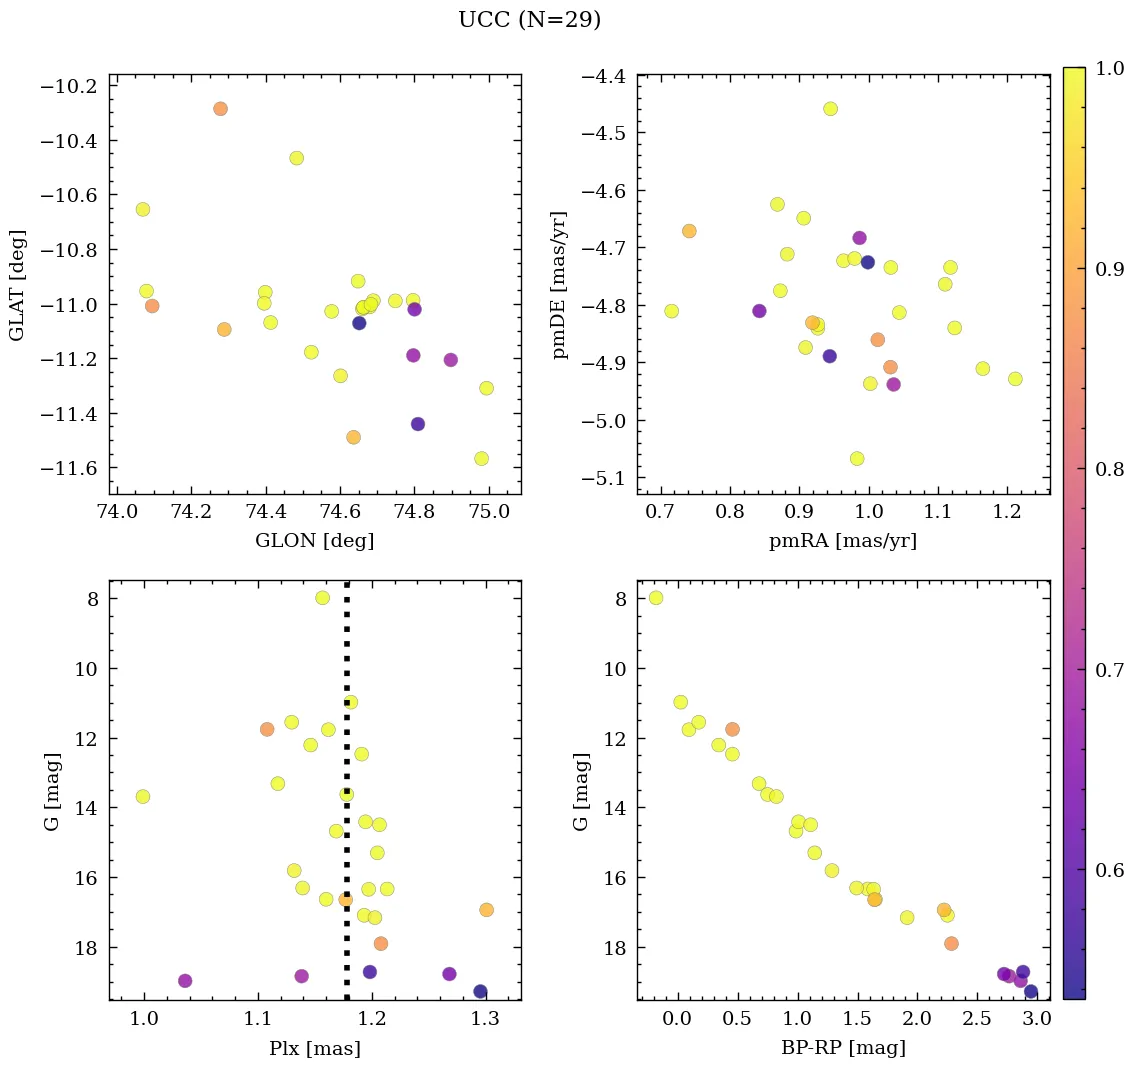 UCC (N=29)
−10.2
−10.4
−10.6
−10.8
−11.0
−11.2
−11.4
−11.6
GLAT [deg]
74.0 74.2 74.4 74.6 74.8 75.0
GLON [deg]
−4.4
−4.5
−4.6
−4.7
−4.8
−4.9
−5.0
−5.1
pmDE [mas/yr]
0.7 0.8 0.9 1.0 1.1 1.2
pmRA [mas/yr]
8
10
12
14
16
18
G [mag]
1.0 1.1 1.2 1.3
Plx [mas]
8
10
12
14
16
18
G [mag]
0.0 0.5 1.0 1.5 2.0 2.5 3.0
BP-RP [mag]
1.0
0.9
0.8
0.7
0.6